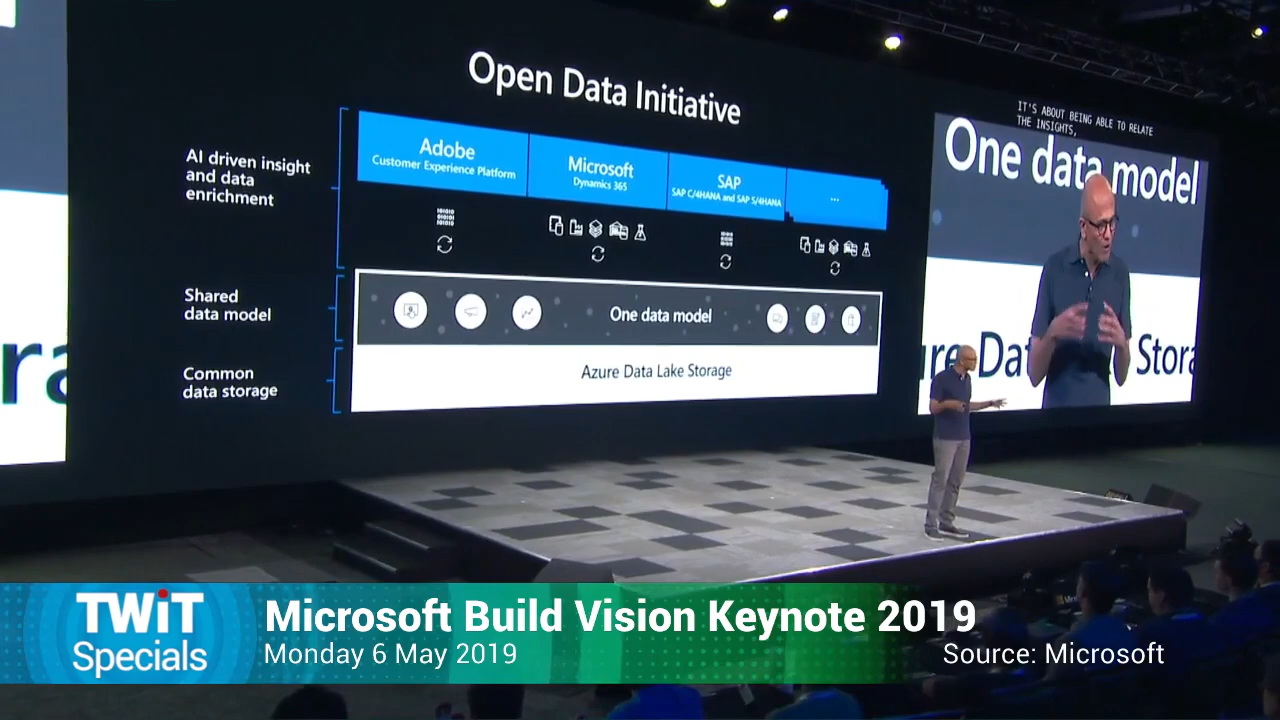 Open Data Initiative
IT'S ABOUT BEING ABLE TO RELATE
THE INSIGHTS,
One data model
AI driven insight
and data
enrichment
Adobe
Customer Experience Platform
Microsoft
Dynamics 365
SAP
SAP C/4HANA and SAP S/4HANA
...
Shared
data model
One data model
Common
data storage
Azure Data Lake Storage
ra
ure Dat
Stora
TWiT
Specials
Microsoft Build Vision Keynote 2019
Monday 6 May 2019
Source: Microsoft